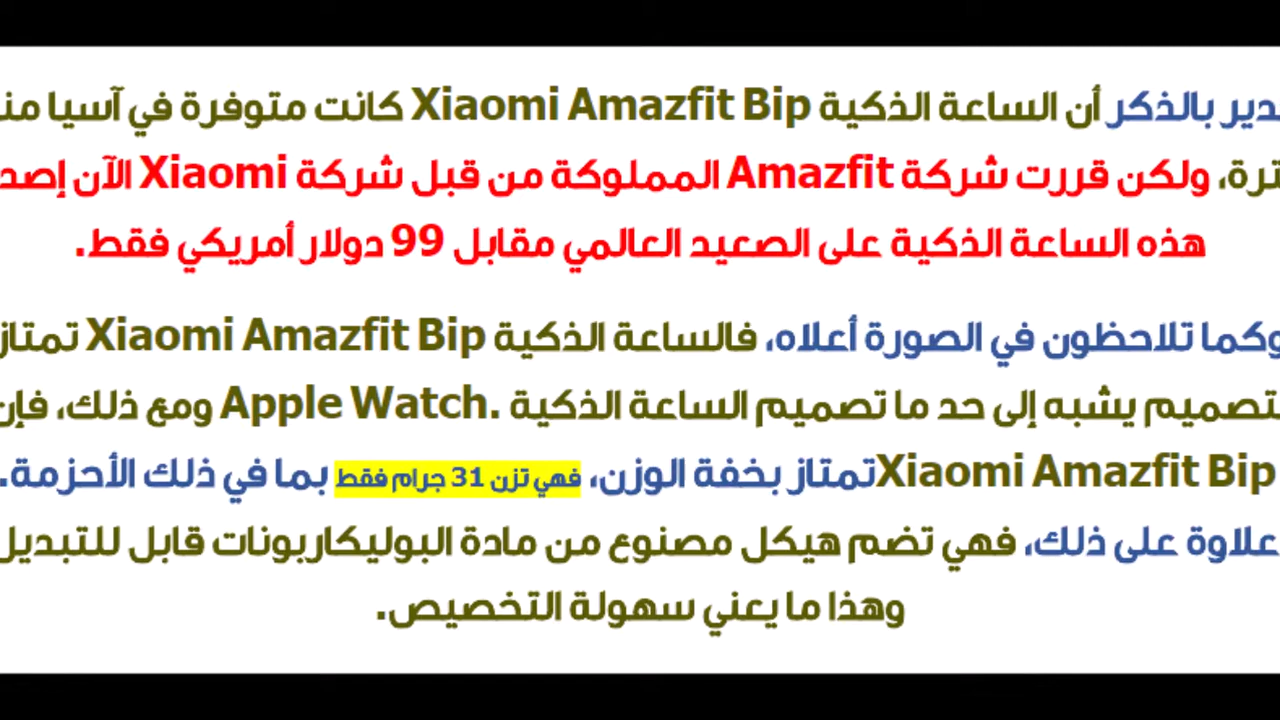 دير بالذكر أن الساعة الذكية Xiaomi Amazfit Bip كانت متوفرة في آسيا من
ترة، ولكن قررت شركة Amazfit المملوكة من قبل شركة Xiaomi الآن إصد
هذه الساعة الذكية على الصعيد العالمي مقابل 99 دولار أمريكي فقط.
وكما تلاحظون في الصورة أعلاه، فالساعة الذكية Xiaomi Amazfit Bip تمتاز
تصميم يشبه إلى حد ما تصميم الساعة الذكية .Apple Watch ومع ذلك، فإن
Xiaomi Amazfit Bipتمتاز بخفة الوزن، فهي تزن 31 جرام فقط بما في ذلك الأحزمة.
علاوة على ذلك، فهي تضم هيكل مصنوع من مادة البوليكاربونات قابل للتبديل
وهذا ما يعني سهولة التخصيص.